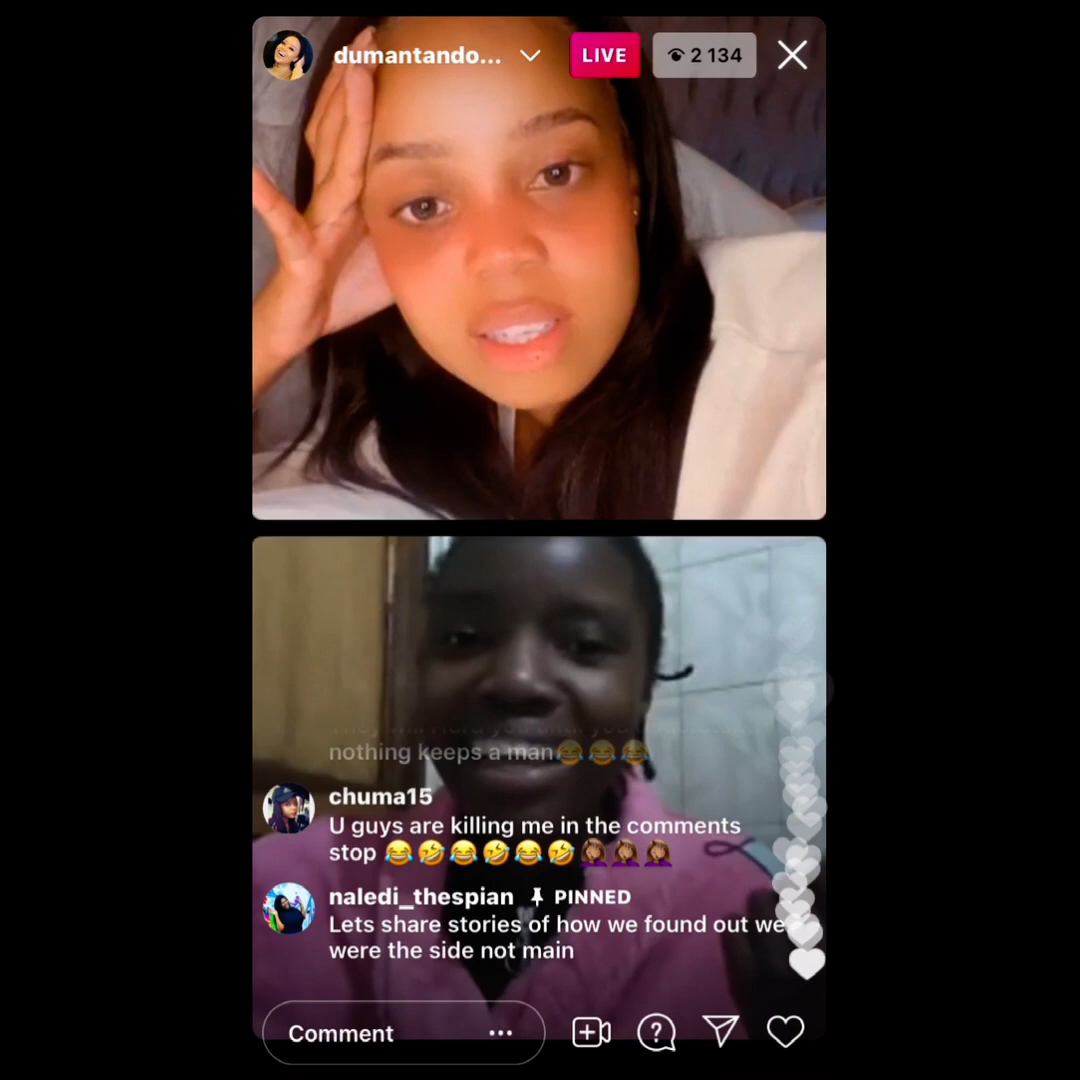 dumantando...
LIVE
2 134
nothing keeps a man😂😂😂
chuma15
U guys are killing me in the comments
stop 😂🤣😂🤣😂🤣🤦🏽‍♀️🤦🏽‍♀️🤦🏽‍♀️
naledi_thespian PINNED
Lets share stories of how we found out we
were the side not main
Comment ...